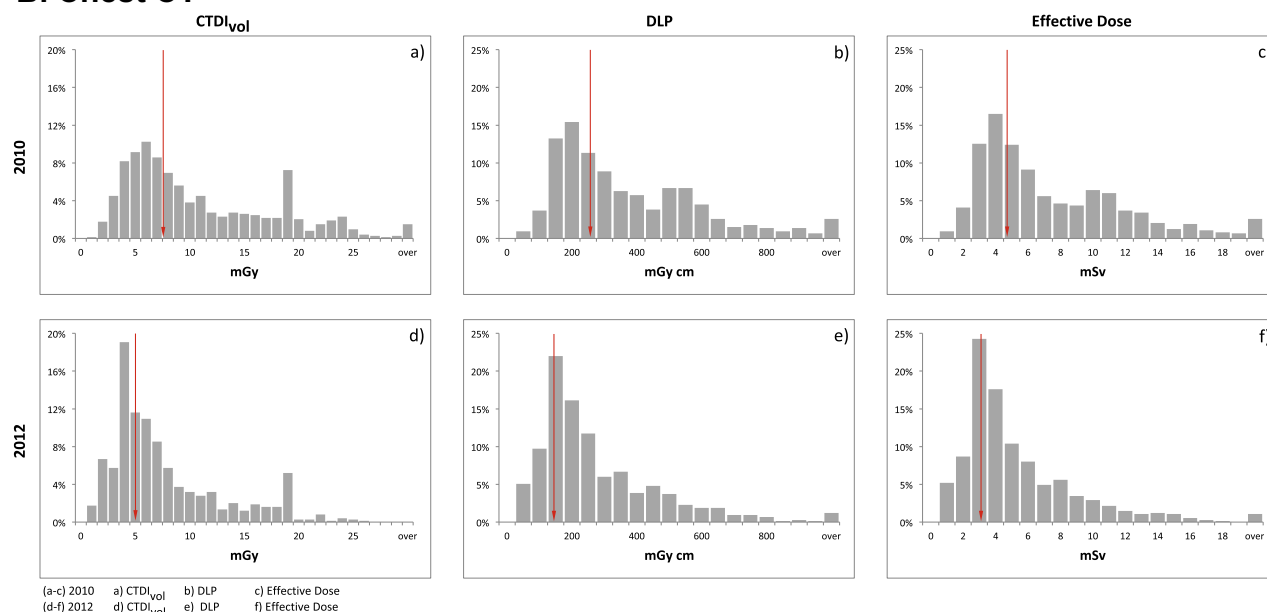 CTDIvol DLP Effective Dose
2010
a)
20%
16%
12%
8%
4%
0%
0 5 10 15 20 25 over
mGy
b)
25%
20%
15%
10%
5%
0%
0 200 400 600 800 over
mGy cm
c
25%
20%
15%
10%
5%
0%
0 2 4 6 8 10 12 14 16 18 over
mSv
2012
d)
20%
16%
12%
8%
4%
0%
0 5 10 15 20 25 over
mGy
e)
25%
20%
15%
10%
5%
0%
0 200 400 600 800 over
mGy cm
f)
25%
20%
15%
10%
5%
0%
0 2 4 6 8 10 12 14 16 18 over
mSv
(a-c) 2010 a) CTDIvol b) DLP c) Effective Dose
(d-f) 2012 d) CTDIvol e) DLP f) Effective Dose